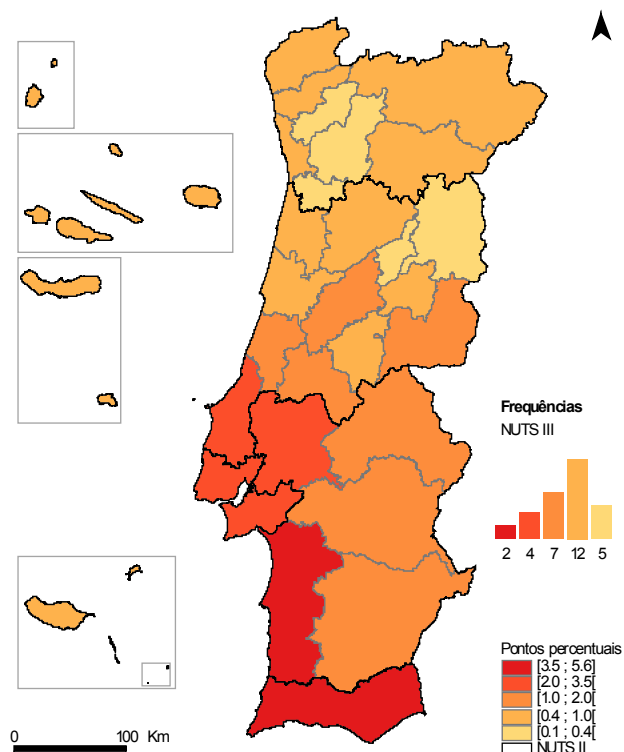 Frequências
NUTS III
2 4 7 12 5
Pontos percentuais
[3.5 ; 5.6]
[2.0 ; 3.5[
[1.0 ; 2.0[
[0.4 ; 1.0[
[0.1 ; 0.4[
NUTS II
0 100 Km